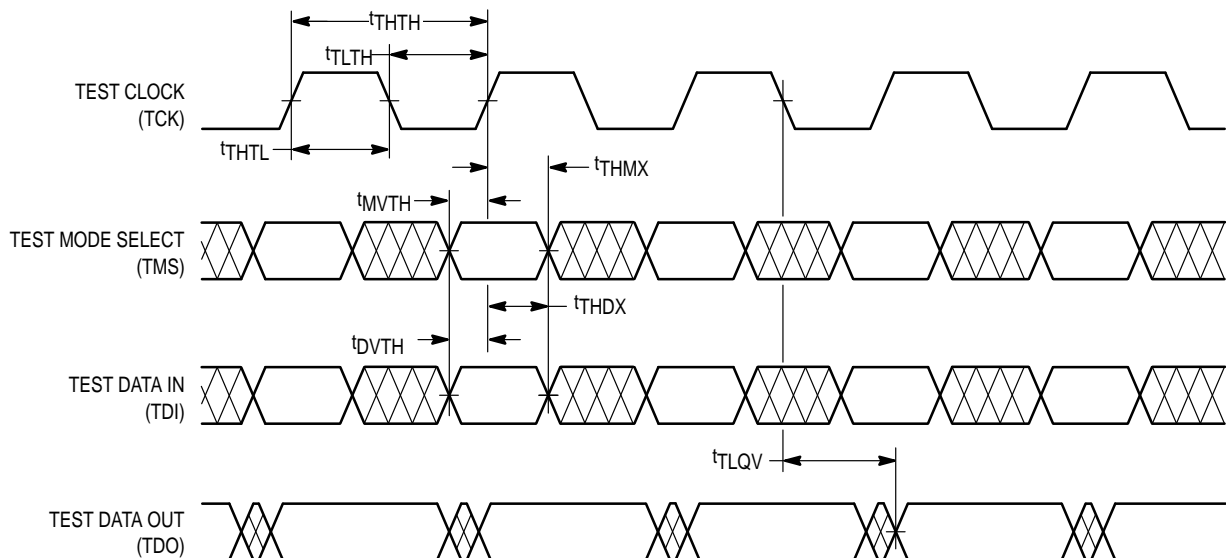 tTHTH
tTLTH
TEST CLOCK
(TCK)
tTHTL
tTHMX
tMVTH
TEST MODE SELECT
(TMS)
tTHDX
tDVTH
TEST DATA IN
(TDI)
tTLQV
TEST DATA OUT
(TDO)